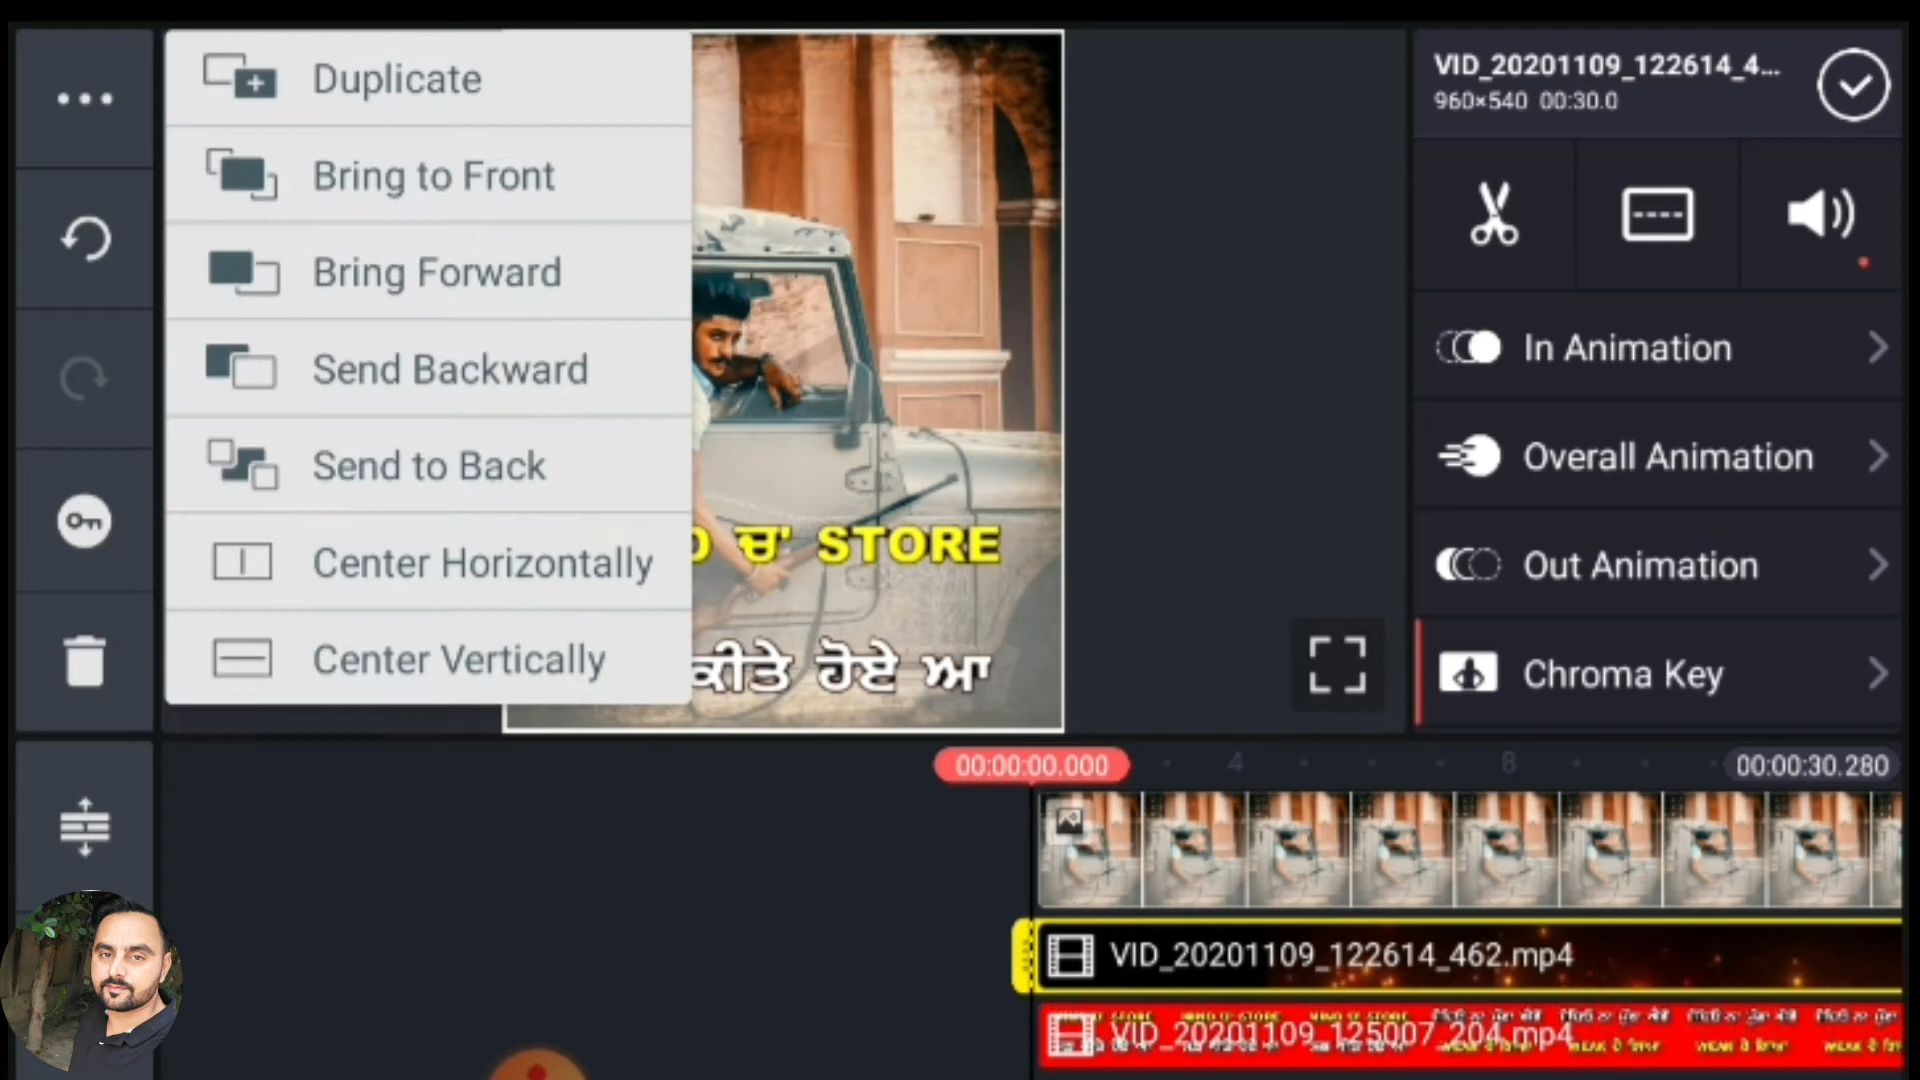 Duplicate
Bring to Front
Bring Forward
Send Backward
Send to Back
Center Horizontally
Center Vertically
ਚ' STORE
ਕੀਤੇ ਹੋਏ ਆ
VID_20201109_122614_4...
960×540 00:30.0
In Animation
Overall Animation
Out Animation
Chroma Key
00:00:00.000
4
8
00:00:30.280
VID_20201109_122614_462.mp4
VID_20201109_125007_204.mp4